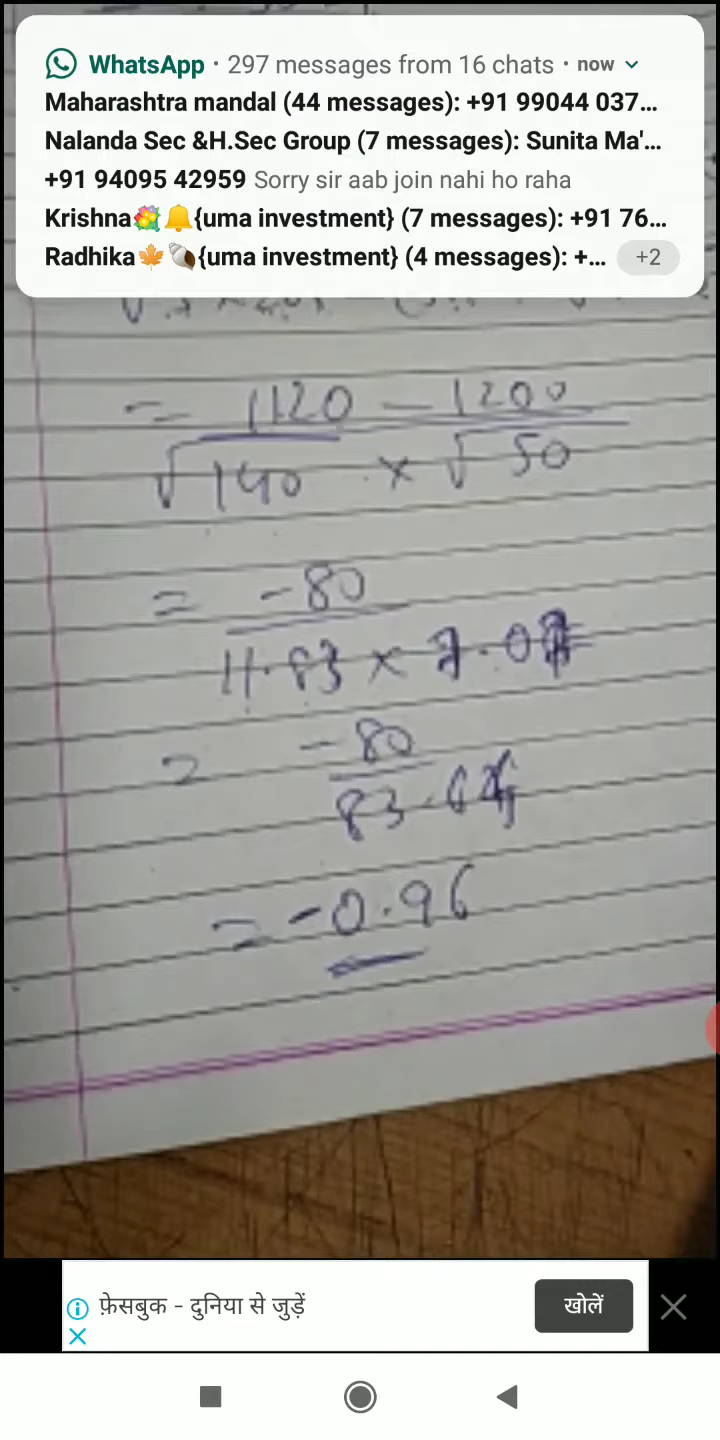 WhatsApp · 297 messages from 16 chats · now
Maharashtra mandal (44 messages): +91 99044 037...
Nalanda Sec &H.Sec Group (7 messages): Sunita Ma'...
+91 94095 42959 Sorry sir aab join nahi ho raha
Krishna💐🔔{uma investment} (7 messages): +91 76...
Radhika🍁🐚{uma investment} (4 messages): +...
+2
= 1120 - 1200
√140 × √50
= -80
11.83 × 7.07
= -80
= -0.96
फ़ेसबुक - दुनिया से जुड़ें
खोलें